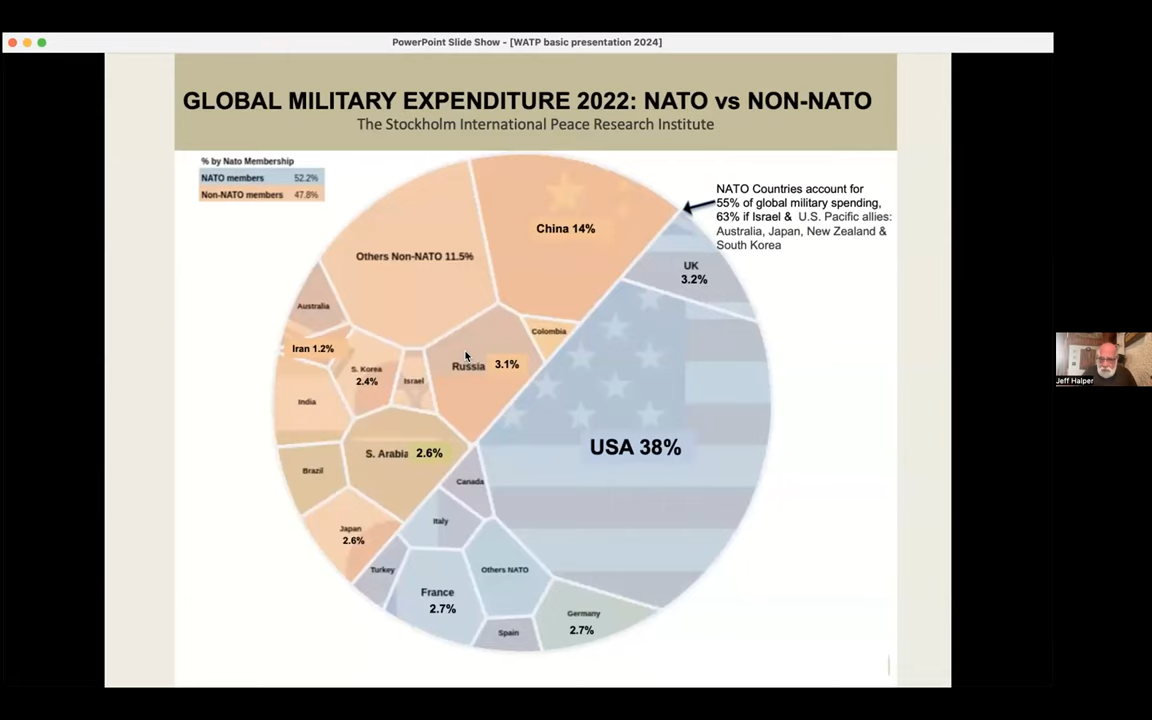 PowerPoint Slide Show - [WATP basic presentation 2024]
GLOBAL MILITARY EXPENDITURE 2022: NATO vs NON-NATO
The Stockholm International Peace Research Institute
% by Nato Membership
NATO members 52.2%
Non-NATO members 47.8%
NATO Countries account for
55% of global military spending,
63% if Israel & U.S. Pacific allies:
Australia, Japan, New Zealand &
South Korea
China 14%
Others Non-NATO 11.5%
UK
3.2%
Australia
Colombia
Iran 1.2%
Russia 3.1%
S. Korea
2.4%
Israel
India
USA 38%
S. Arabia 2.6%
Brazil
Canada
Italy
Japan
2.6%
Turkey
Others NATO
France
2.7%
Germany
2.7%
Spain
Jeff Halper